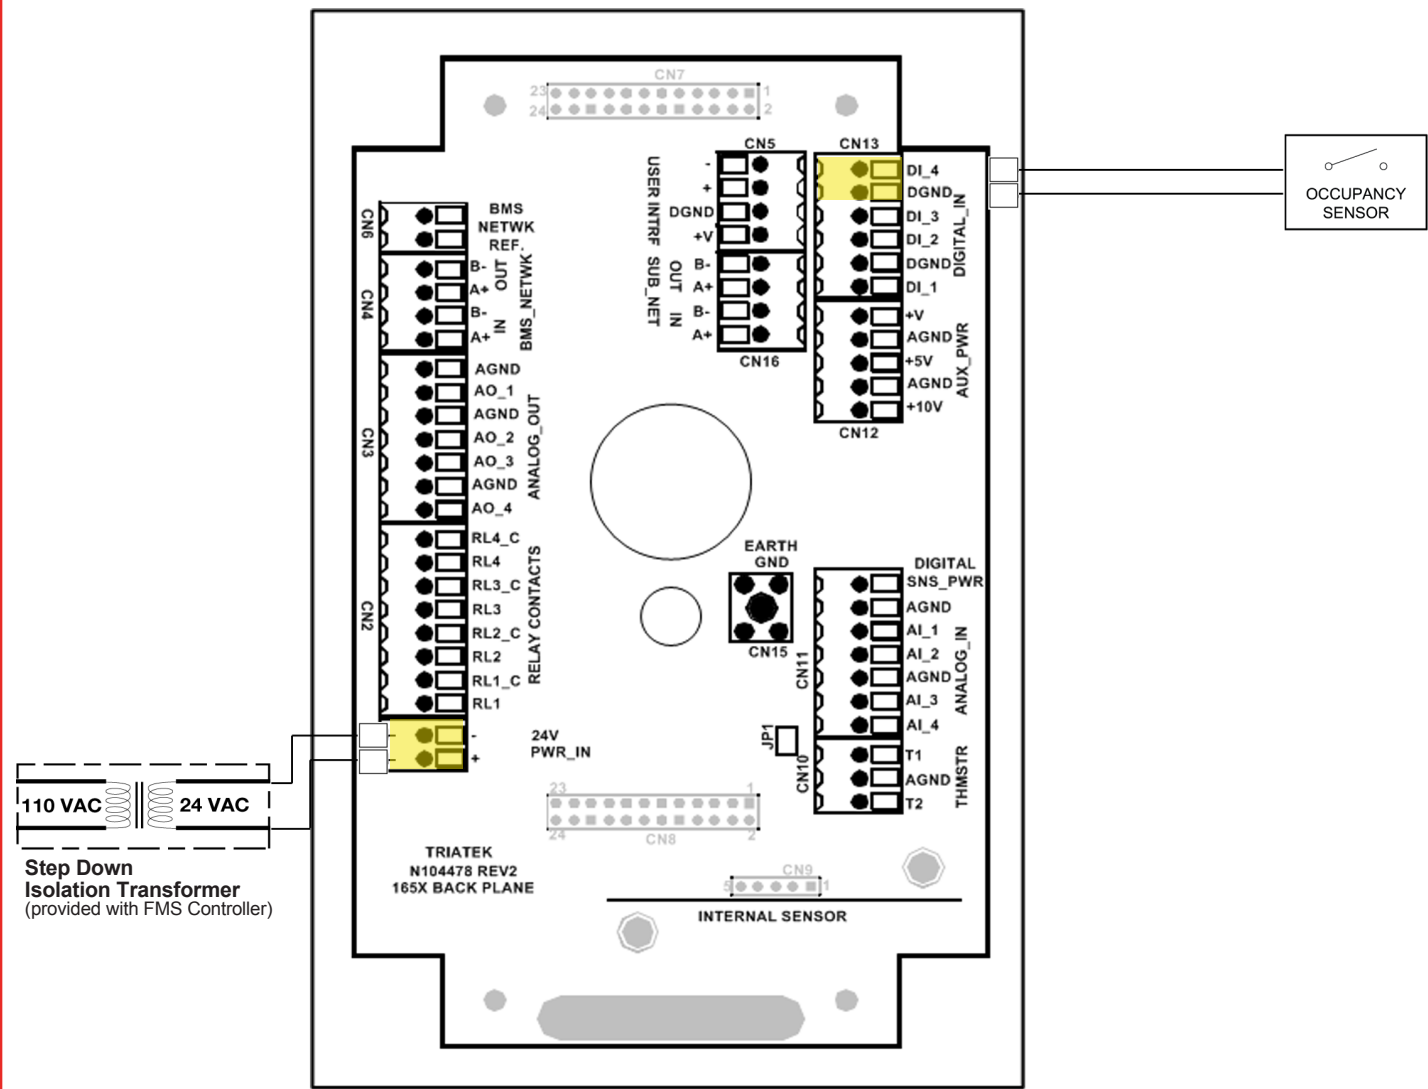 CN7
23
1
24
2
CN5
-
+
DGND
+V
USER INTRF
B-
A+
B-
A+
OUT
IN
SUB_NET
CN16
CN13
DI_4
DGND
DI_3
DI_2
DGND
DI_1
DIGITAL_IN
+V
AGND
+5V
AGND
+10V
AUX_PWR
CN12
OCCUPANCY
SENSOR
CN6
BMS
NETWK
REF.
CN4
B-
A+
B-
A+
OUT
IN
BMS_NETWK
CN3
AGND
AO_1
AGND
AO_2
AO_3
AGND
AO_4
ANALOG_OUT
CN2
RL4_C
RL4
RL3_C
RL3
RL2_C
RL2
RL1_C
RL1
RELAY CONTACTS
-
+
24V
PWR_IN
EARTH
GND
CN15
DIGITAL
SNS_PWR
AGND
AI_1
AI_2
AGND
AI_3
AI_4
CN11
ANALOG_IN
JP1
CN10
T1
AGND
T2
THMSTR
110 VAC
24 VAC
Step Down
Isolation Transformer
(provided with FMS Controller)
23
1
24
2
CN8
TRIATEK
N104478 REV2
165X BACK PLANE
CN9
5
1
INTERNAL SENSOR